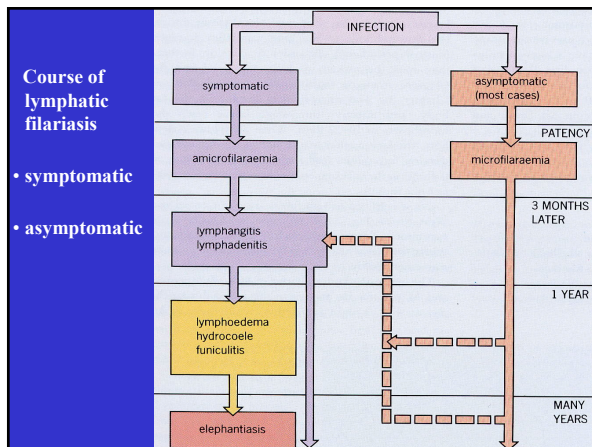 Course of
lymphatic
filariasis
• symptomatic
• asymptomatic
INFECTION
symptomatic
asymptomatic
(most cases)
PATENCY
amicrofilaraemia
microfilaraemia
3 MONTHS
LATER
lymphangitis
lymphadenitis
1 YEAR
lymphoedema
hydrocoele
funiculitis
MANY
YEARS
elephantiasis